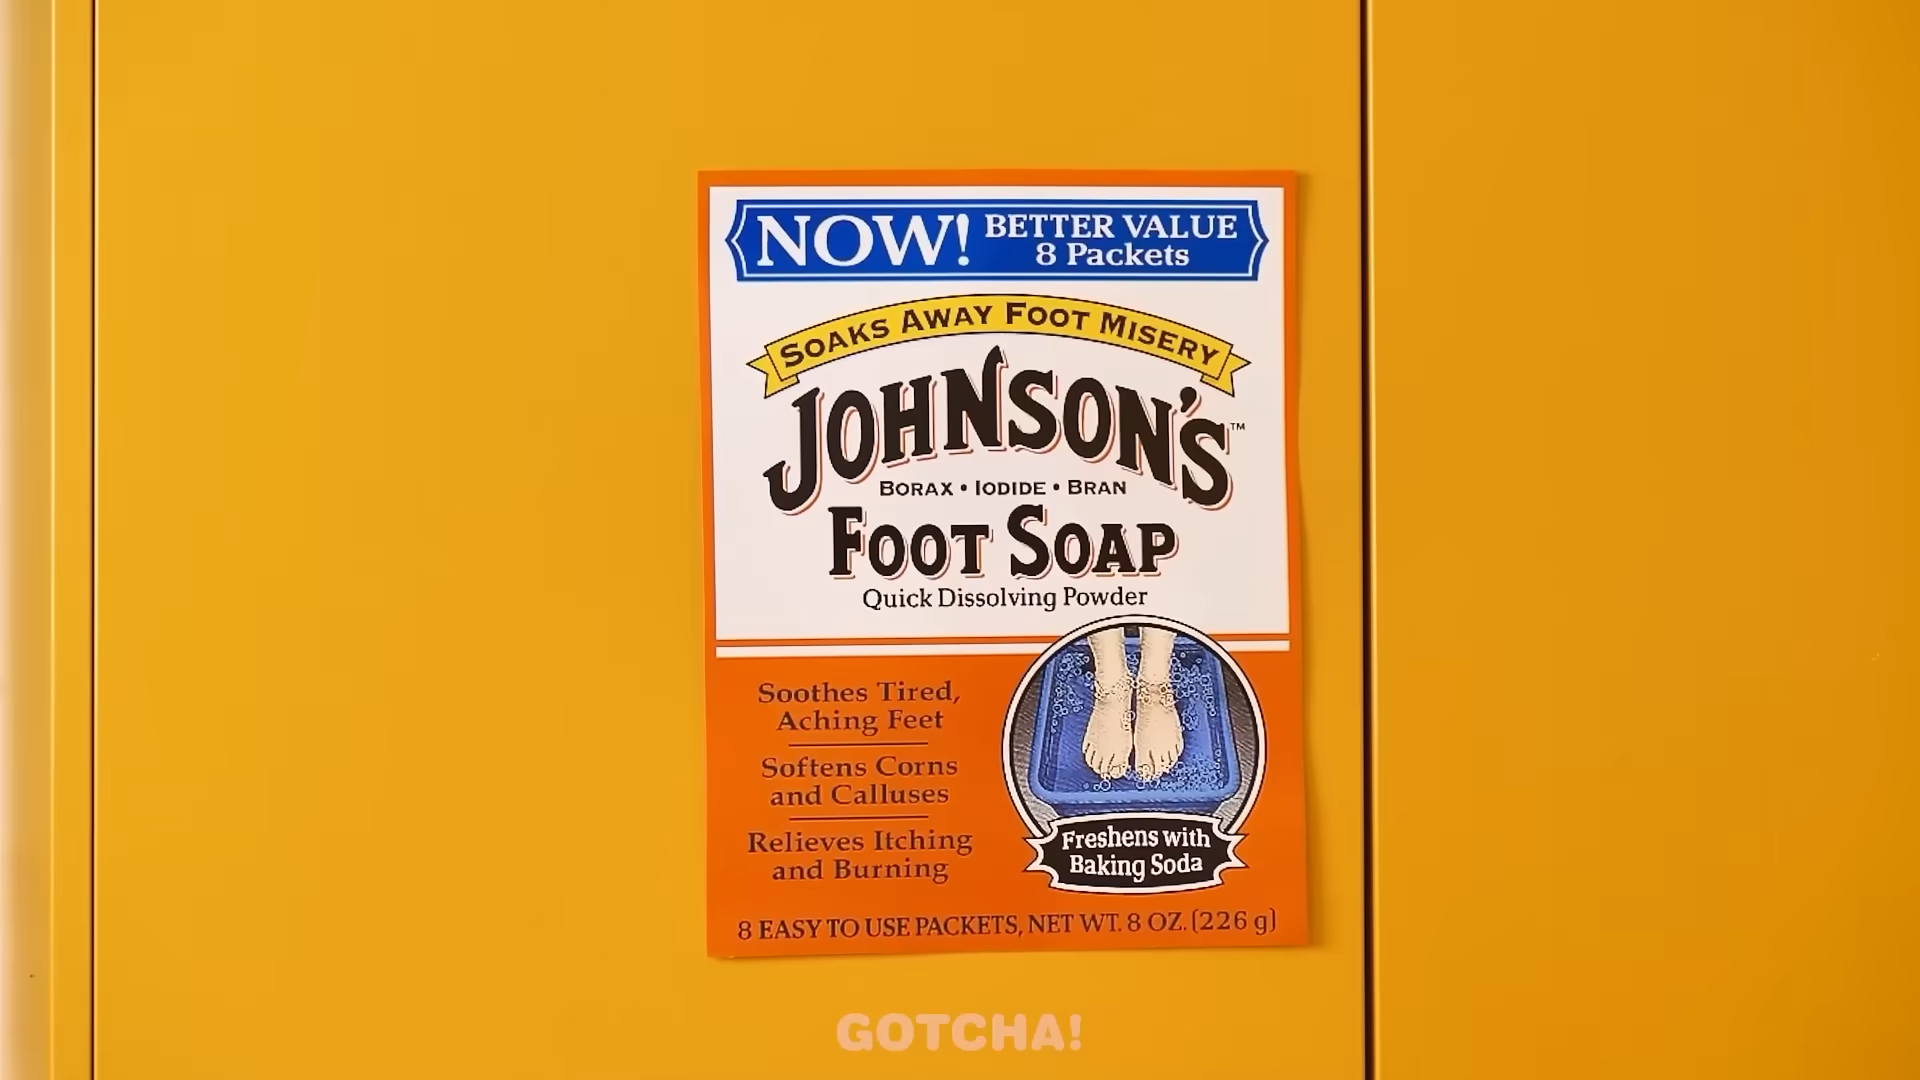 NOW! BETTER VALUE
8 Packets
SOAKS AWAY FOOT MISERY
JOHNSON'S™
BORAX • IODIDE • BRAN
FOOT SOAP
Quick Dissolving Powder
Soothes Tired,
Aching Feet
Softens Corns
and Calluses
Relieves Itching
and Burning
Freshens with
Baking Soda
8 EASY TO USE PACKETS, NET WT. 8 OZ. (226 g)
GOTCHA!